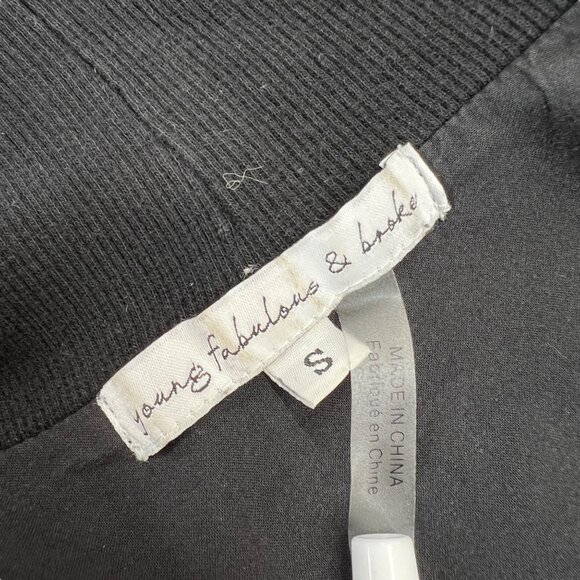 young fabulous & broke
S
MADE IN CHINA
Fabriqué en Chine